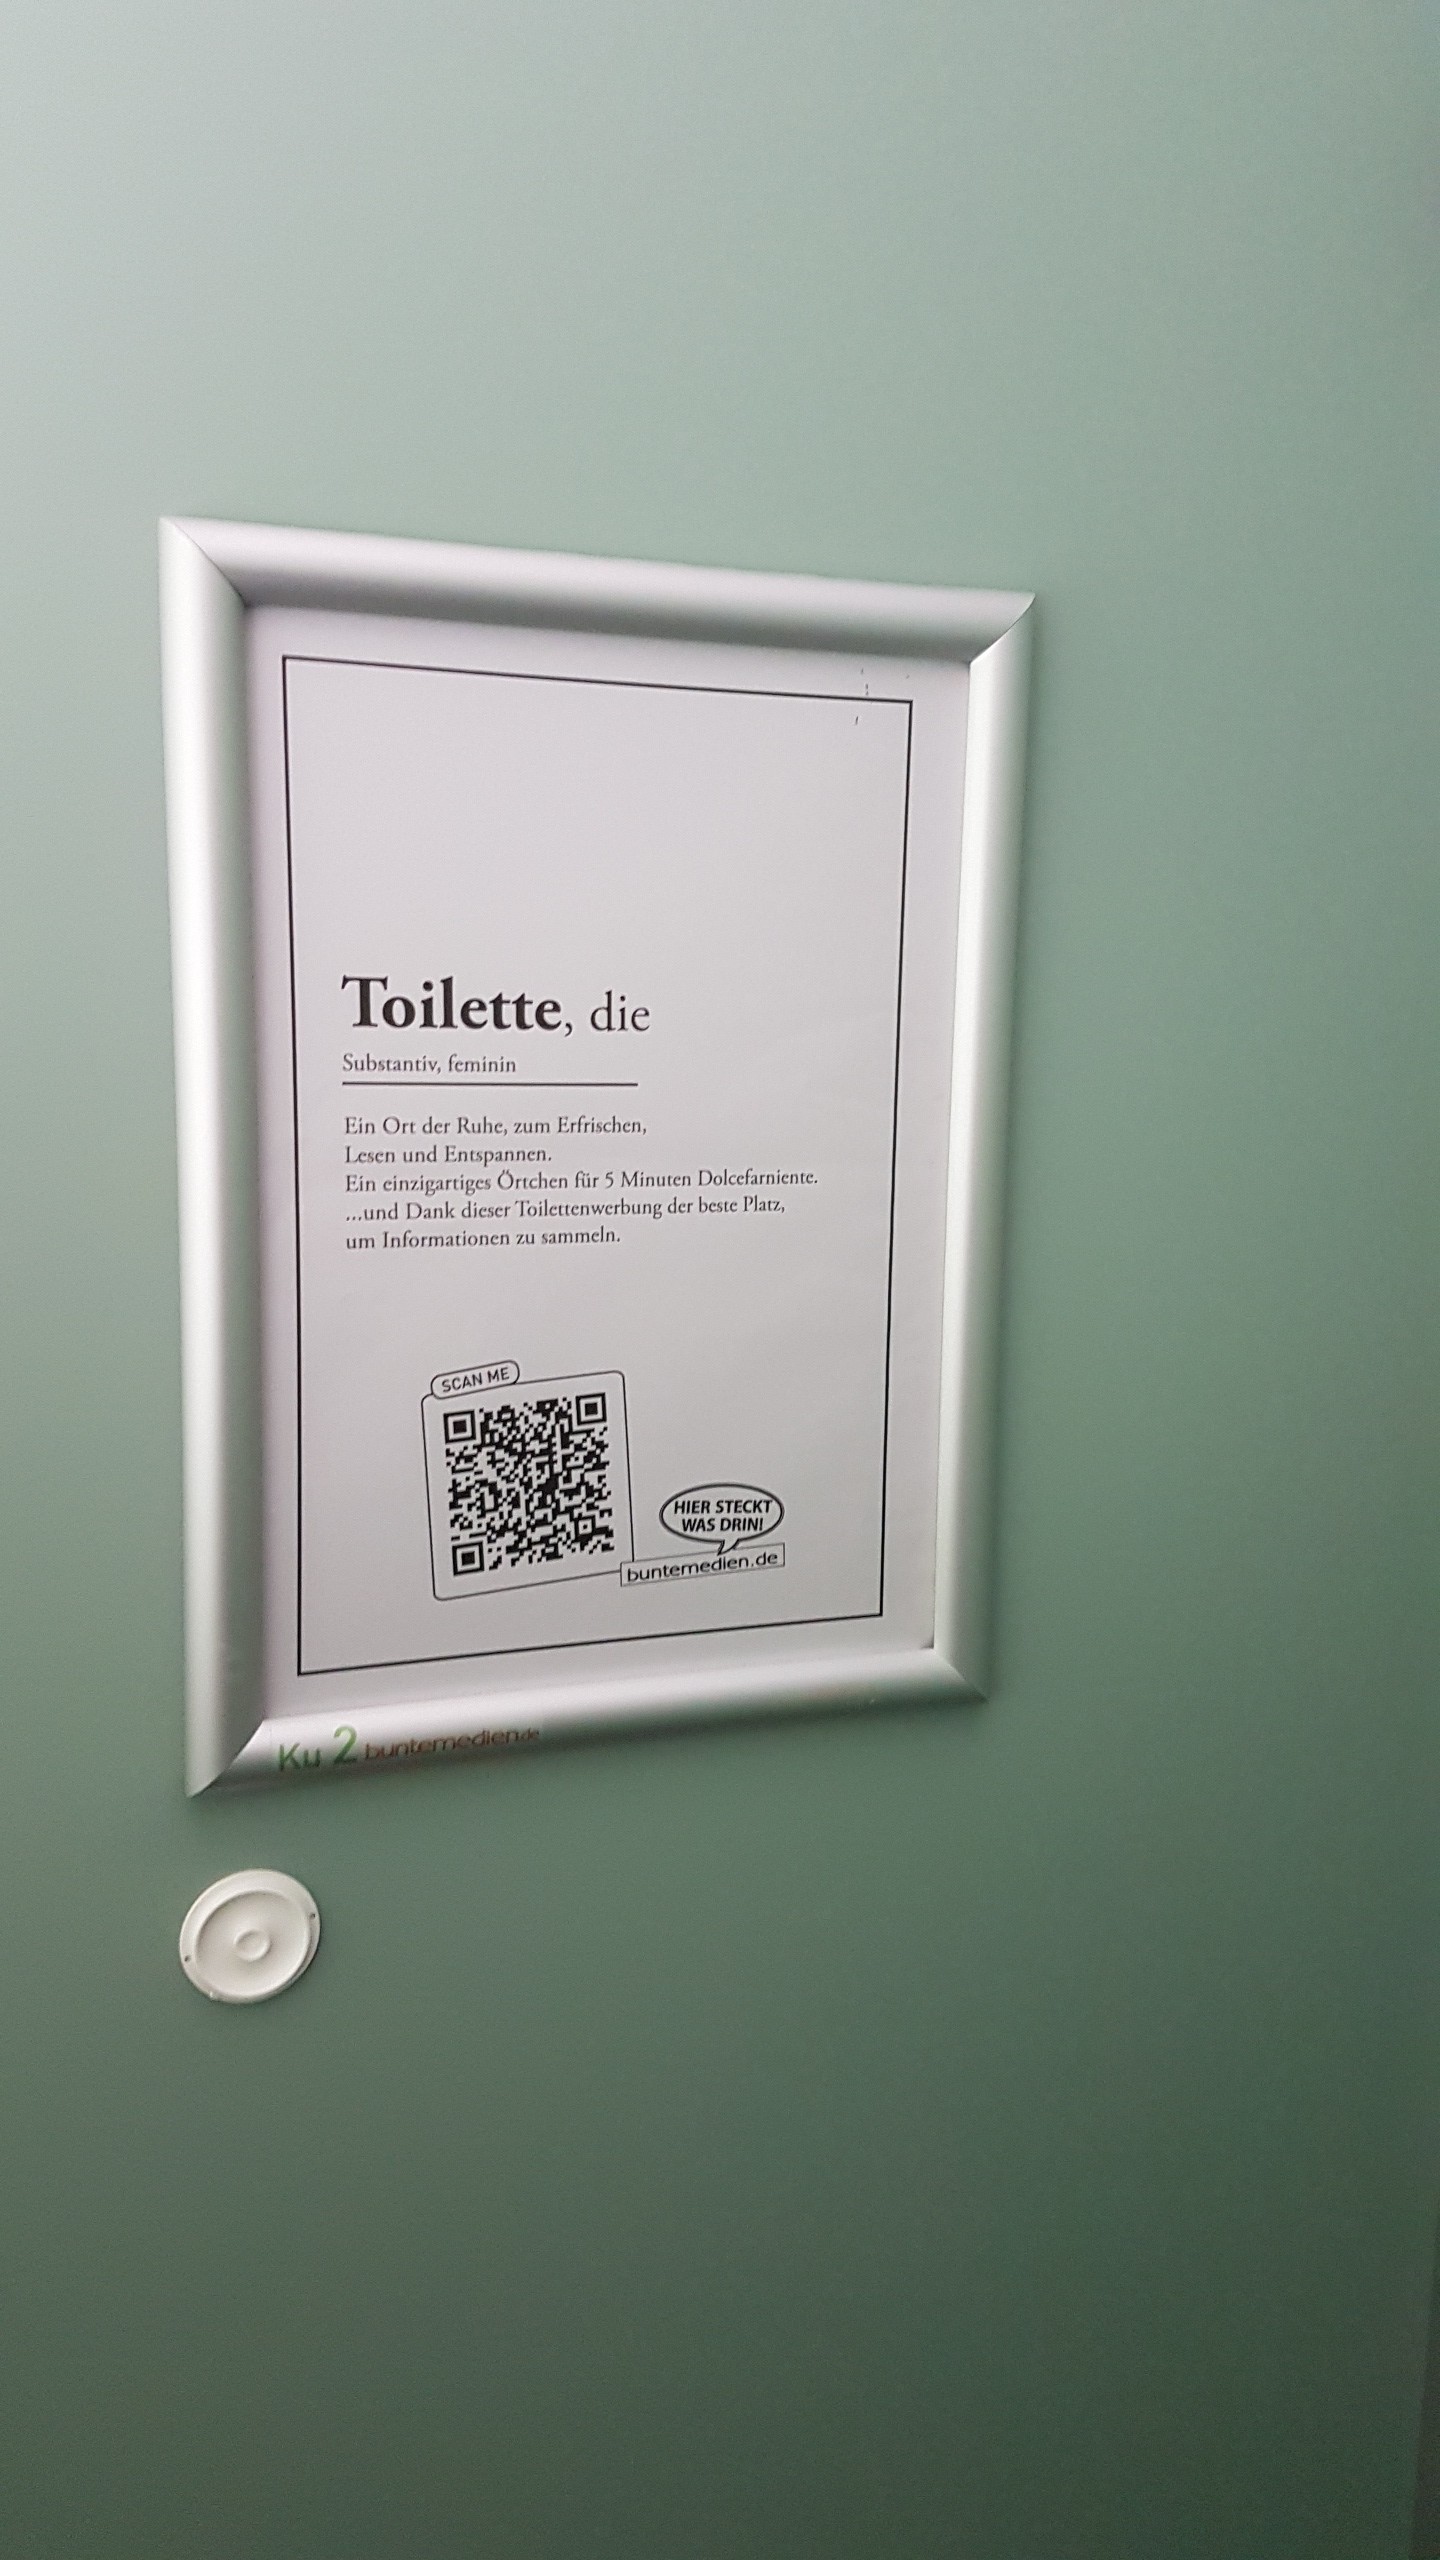 Toilette, die
Substantiv, feminin
Ein Ort der Ruhe, zum Erfrischen,
Lesen und Entspannen.
Ein einzigartiges Örtchen für 5 Minuten Dolcefarniente.
...und Dank dieser Toilettenwerbung der beste Platz,
um Informationen zu sammeln.
SCAN ME
HIER STECKT
WAS DRIN!
buntemedien.de
Ku 2 buntemedien.de